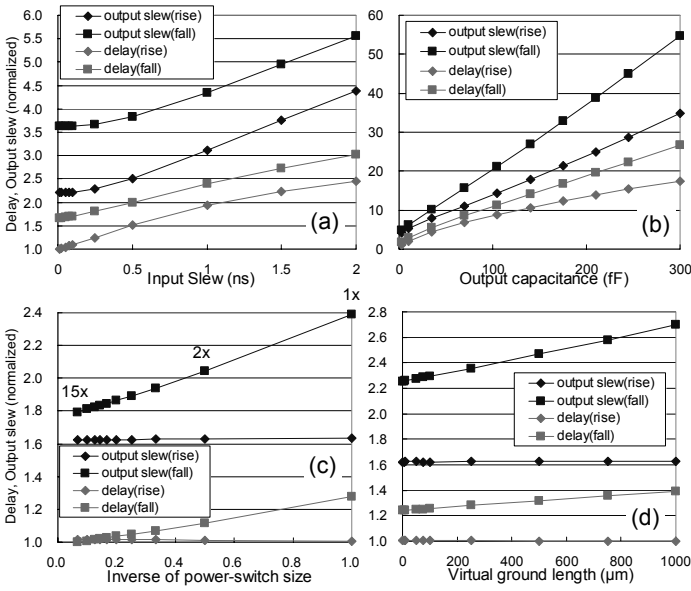 Delay, Output slew (normalized)
6.0
5.5
5.0
4.5
4.0
3.5
3.0
2.5
2.0
1.5
1.0
output slew(rise)
output slew(fall)
delay(rise)
delay(fall)
(a)
0
0.5
1.0
1.5
2
Input Slew (ns)
60
50
40
30
20
10
0
output slew(rise)
output slew(fall)
delay(rise)
delay(fall)
(b)
0
100
200
300
Output capacitance (fF)
Delay, Output slew (normalized)
2.4
2.2
2.0
1.8
1.6
1.4
1.2
1.0
1x
2x
15x
output slew(rise)
output slew(fall)
delay(rise)
delay(fall)
(c)
0.0
0.2
0.4
0.6
0.8
1.0
Inverse of power-switch size
2.8
2.6
2.4
2.2
2.0
1.8
1.6
1.4
1.2
1.0
output slew(rise)
output slew(fall)
delay(rise)
delay(fall)
(d)
0
200
400
600
800
1000
Virtual ground length (µm)